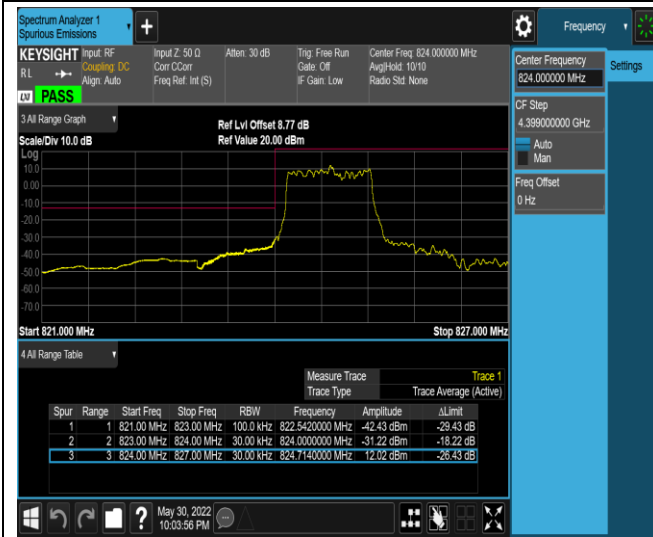 Spectrum Analyzer 1
Spurious Emissions
+
Frequency
KEYSIGHT
RL
Input: RF
Coupling: DC
Align: Auto
Input Z: 50 Ω
Corr CCorr
Freq Ref: Int (S)
Atten: 30 dB
Trig: Free Run
Gate: Off
IF Gain: Low
Center Freq: 824.000000 MHz
Avg|Hold: 10/10
Radio Std: None
LXI PASS
Center Frequency
824.000000 MHz
Settings
CF Step
4.399000000 GHz
Auto
Man
Freq Offset
0 Hz
3 All Range Graph
Scale/Div 10.0 dB
Ref Lvl Offset 8.77 dB
Ref Value 20.00 dBm
Log
10.0
0.00
-10.0
-20.0
-30.0
-40.0
-50.0
-60.0
-70.0
Start 821.000 MHz
Stop 827.000 MHz
4 All Range Table
Measure Trace Trace 1
Trace Type Trace Average (Active)
Spur Range Start Freq Stop Freq RBW Frequency Amplitude ΔLimit
1 1 821.00 MHz 823.00 MHz 100.0 kHz 822.5420000 MHz -42.43 dBm -29.43 dB
2 2 823.00 MHz 824.00 MHz 30.00 kHz 824.0000000 MHz -31.22 dBm -18.22 dB
3 3 824.00 MHz 827.00 MHz 30.00 kHz 824.7140000 MHz 12.02 dBm -26.43 dB
?
May 30, 2022
10:03:56 PM